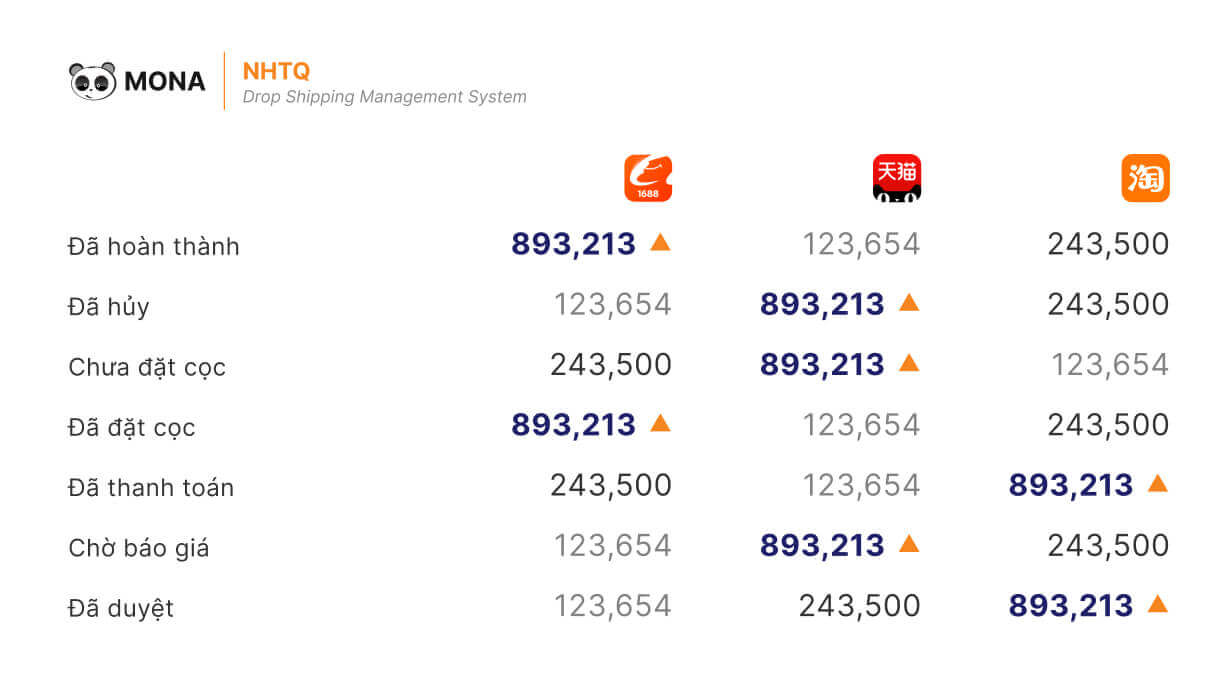 MONA
NHTQ
Drop Shipping Management System
1688 天猫 淘
Đã hoàn thành 893,213 123,654 243,500
Đã hủy 123,654 893,213 243,500
Chưa đặt cọc 243,500 893,213 123,654
Đã đặt cọc 893,213 123,654 243,500
Đã thanh toán 243,500 123,654 893,213
Chờ báo giá 123,654 893,213 243,500
Đã duyệt 123,654 243,500 893,213